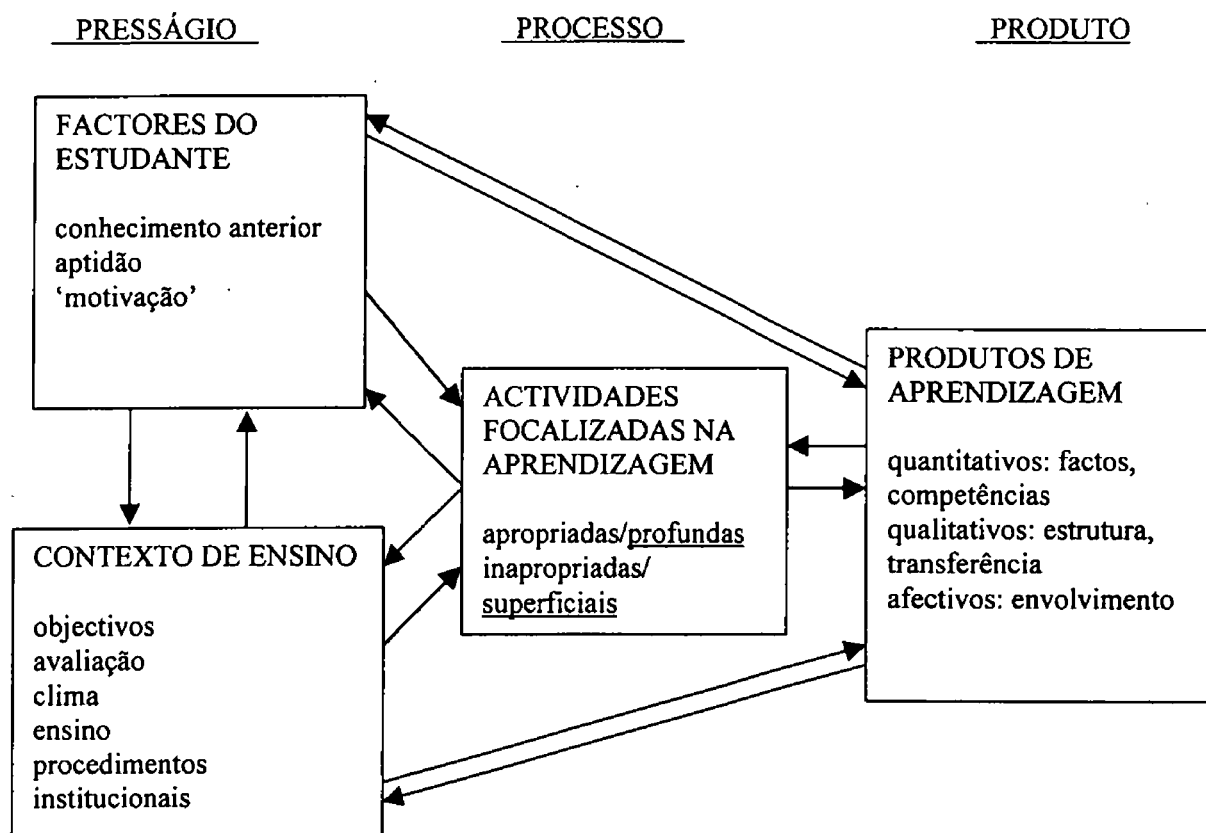 PRESSÁGIO
PROCESSO
PRODUTO
FACTORES DO
ESTUDANTE
conhecimento anterior
aptidão
‘motivação’
CONTEXTO DE ENSINO
objectivos
avaliação
clima
ensino
procedimentos
institucionais
ACTIVIDADES
FOCALIZADAS NA
APRENDIZAGEM
apropriadas/profundas
inapropriadas/
superficiais
PRODUTOS DE
APRENDIZAGEM
quantitativos: factos,
competências
qualitativos: estrutura,
transferência
afectivos: envolvimento